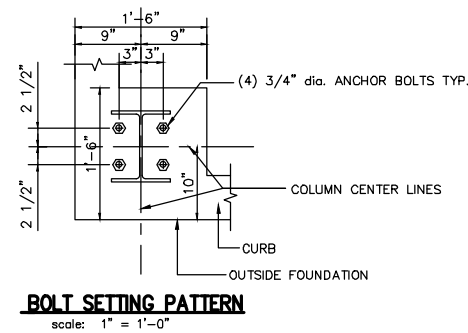 1'-6"
9" 9"
3" 3"
(4) 3/4" dia. ANCHOR BOLTS TYP.
2 1/2"
1'-6"
10"
2 1/2"
COLUMN CENTER LINES
CURB
OUTSIDE FOUNDATION
BOLT SETTING PATTERN
scale: 1" = 1'-0"